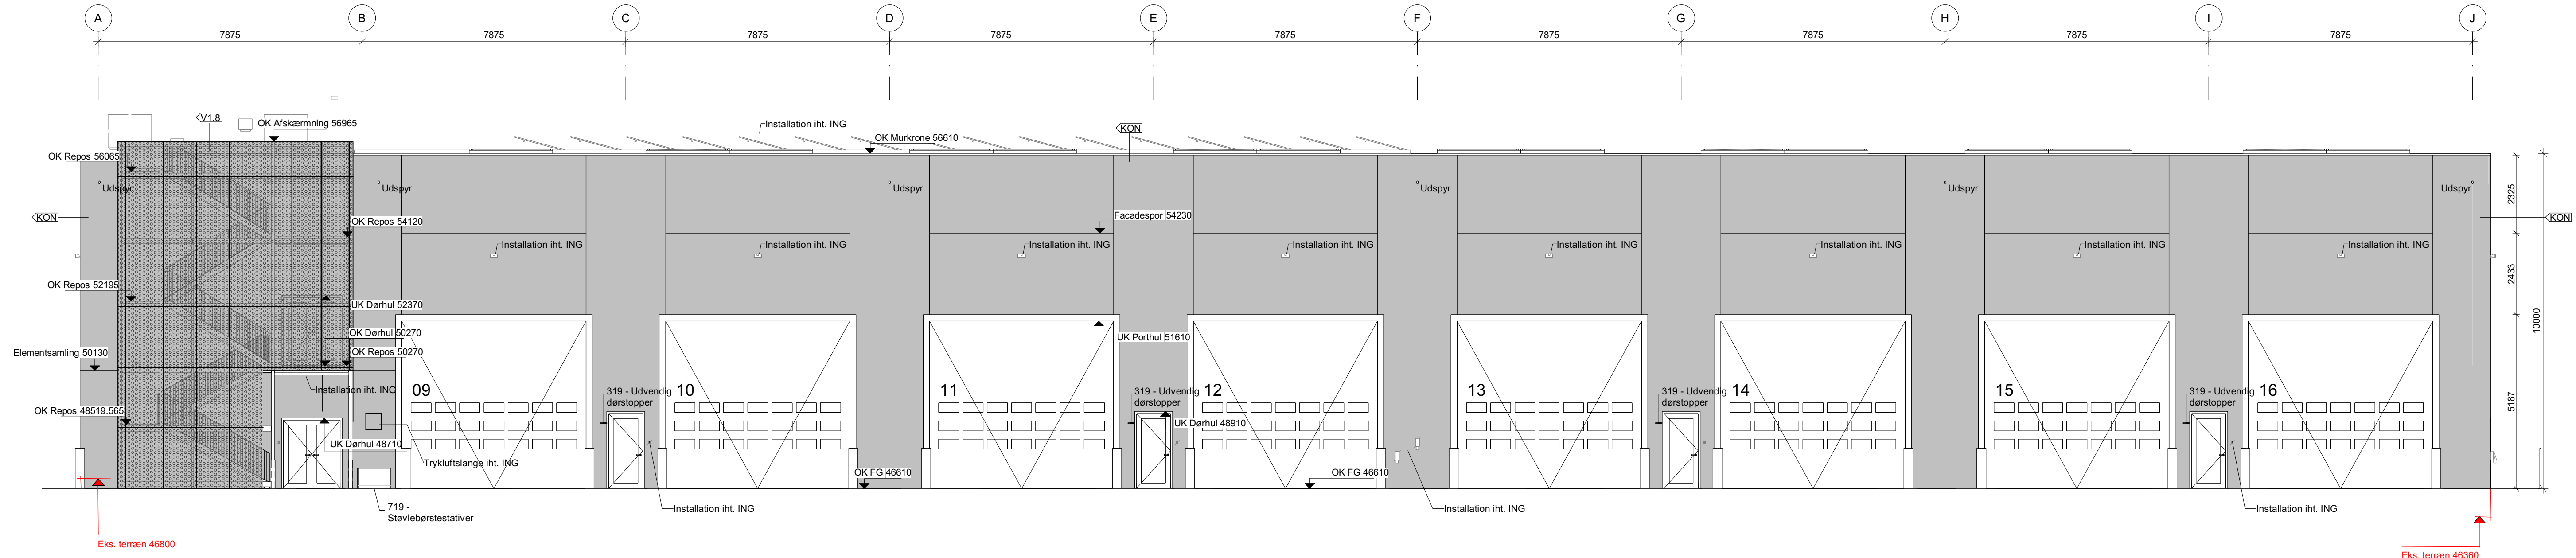 A B C D E F G H I J
7875 7875 7875 7875 7875 7875 7875 7875 7875
V1.8
OK Afskærmning 56965
Installation iht. ING
KON
OK Murkrone 56610
OK Repos 56065
Udspyr Udspyr Udspyr Udspyr Udspyr Udspyr
2325
KON
OK Repos 54120
Facadespor 54230
KON
Installation iht. ING Installation iht. ING Installation iht. ING Installation iht. ING Installation iht. ING Installation iht. ING Installation iht. ING Installation iht. ING
2433
OK Repos 52195
UK Dørhul 52370
10000
OK Dørhul 50270
UK Porthul 51610
Elementsamling 50130
OK Repos 50270
Installation iht. ING
09 10 11 12 13 14 15 16
319 - Udvendig
dørstopper
319 - Udvendig
dørstopper
319 - Udvendig
dørstopper
319 - Udvendig
dørstopper
5187
OK Repos 48519.565
UK Dørhul 48910
UK Dørhul 48710
Trykluftslange iht. ING
OK FG 46610
OK FG 46610
719 -
Støvlebørstestativer
Installation iht. ING
Installation iht. ING
Installation iht. ING
Eks. terræn 46800
Eks. terræn 46360